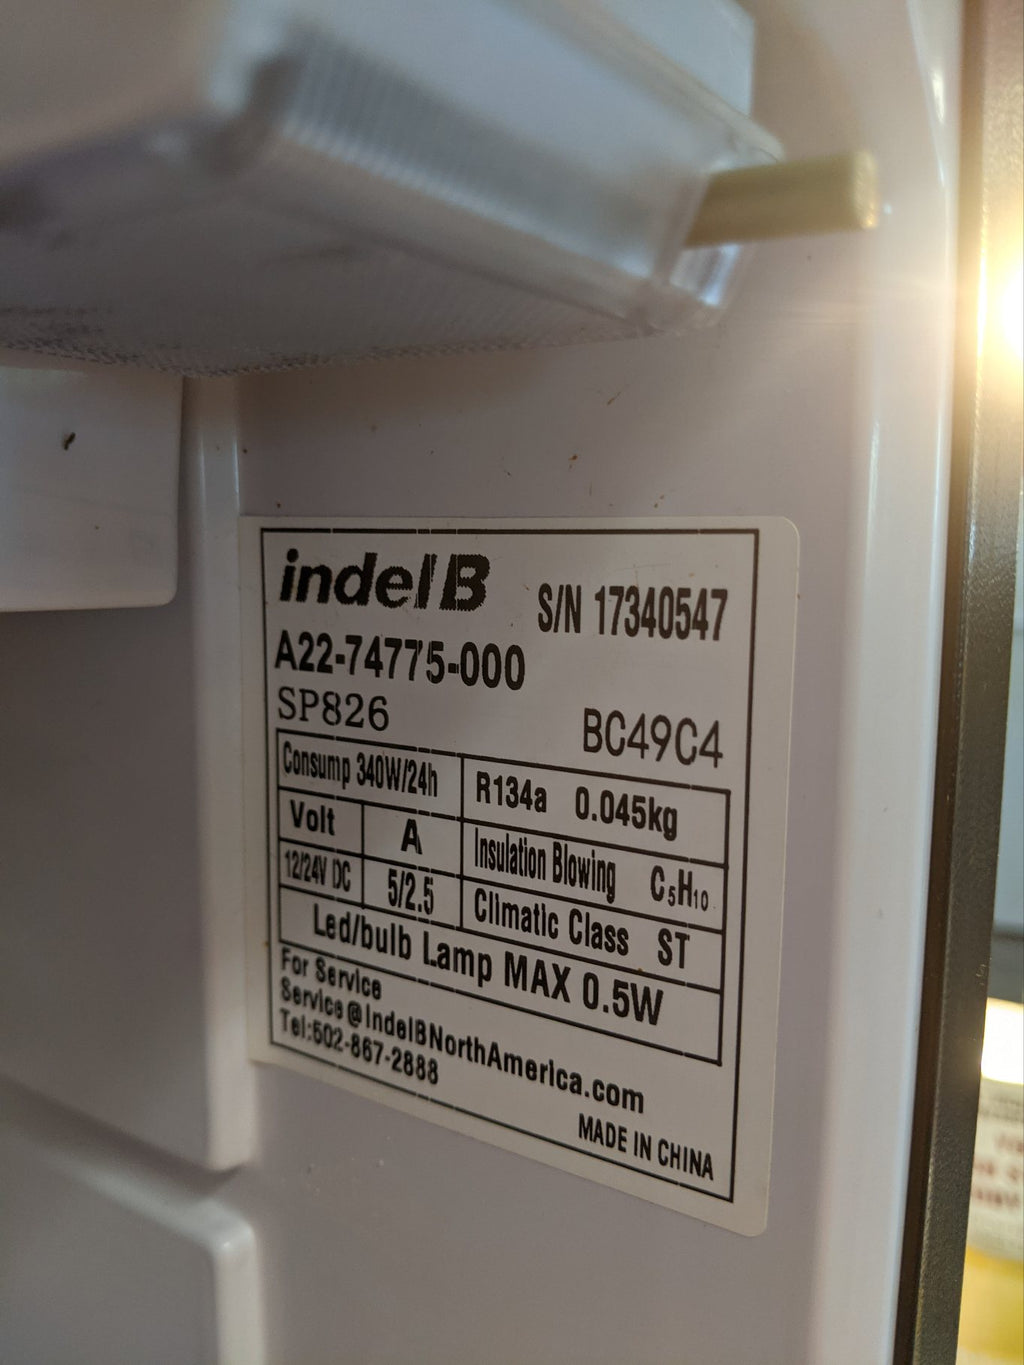 indel B
S/N 17340547
A22-74775-000
SP826
BC49C4
Consump 340W/24h
R134a 0.045kg
Volt A
Insulation Blowing C₅H₁₀
12/24V DC 5/2.5
Climatic Class ST
Led/bulb Lamp MAX 0.5W
For Service
Service@IndelBNorthAmerica.com
Tel:502-867-2888
MADE IN CHINA